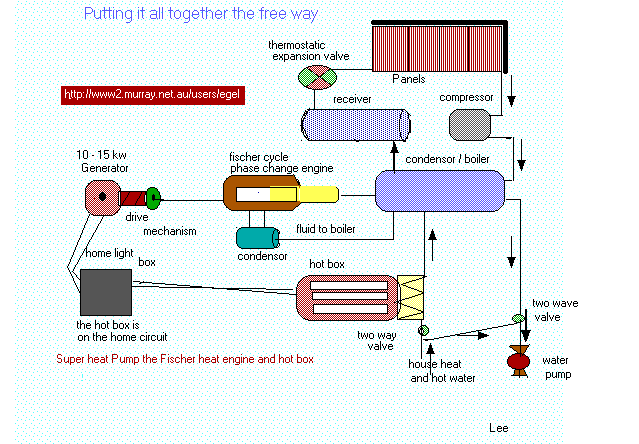 Putting it all together the free way
thermostatic
expansion valve
Panels
http://www2.murray.net.au/users/egel
receiver
compressor
10 - 15 kw
Generator
fischer cycle
phase change engine
condensor / boiler
drive
mechanism
fluid to boiler
condensor
home light
box
hot box
the hot box is
on the home circuit
two way
valve
two wave
valve
Super heat Pump the Fischer heat engine and hot box
house heat
and hot water
water
pump
Lee